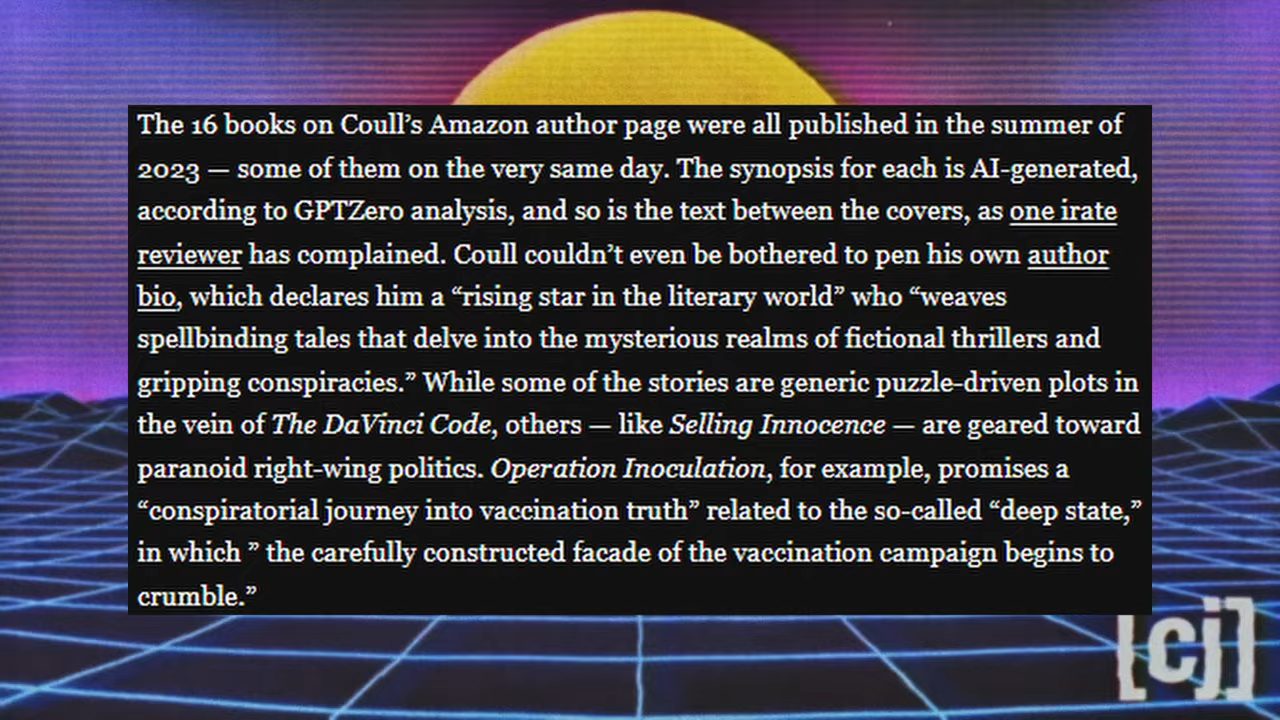 The 16 books on Coull’s Amazon author page were all published in the summer of
2023 — some of them on the very same day. The synopsis for each is AI-generated,
according to GPTZero analysis, and so is the text between the covers, as one irate
reviewer has complained. Coull couldn’t even be bothered to pen his own author
bio, which declares him a “rising star in the literary world” who “weaves
spellbinding tales that delve into the mysterious realms of fictional thrillers and
gripping conspiracies.” While some of the stories are generic puzzle-driven plots in
the vein of The DaVinci Code, others — like Selling Innocence — are geared toward
paranoid right-wing politics. Operation Inoculation, for example, promises a
“conspiratorial journey into vaccination truth” related to the so-called “deep state,”
in which ” the carefully constructed facade of the vaccination campaign begins to
crumble.”
[cj]